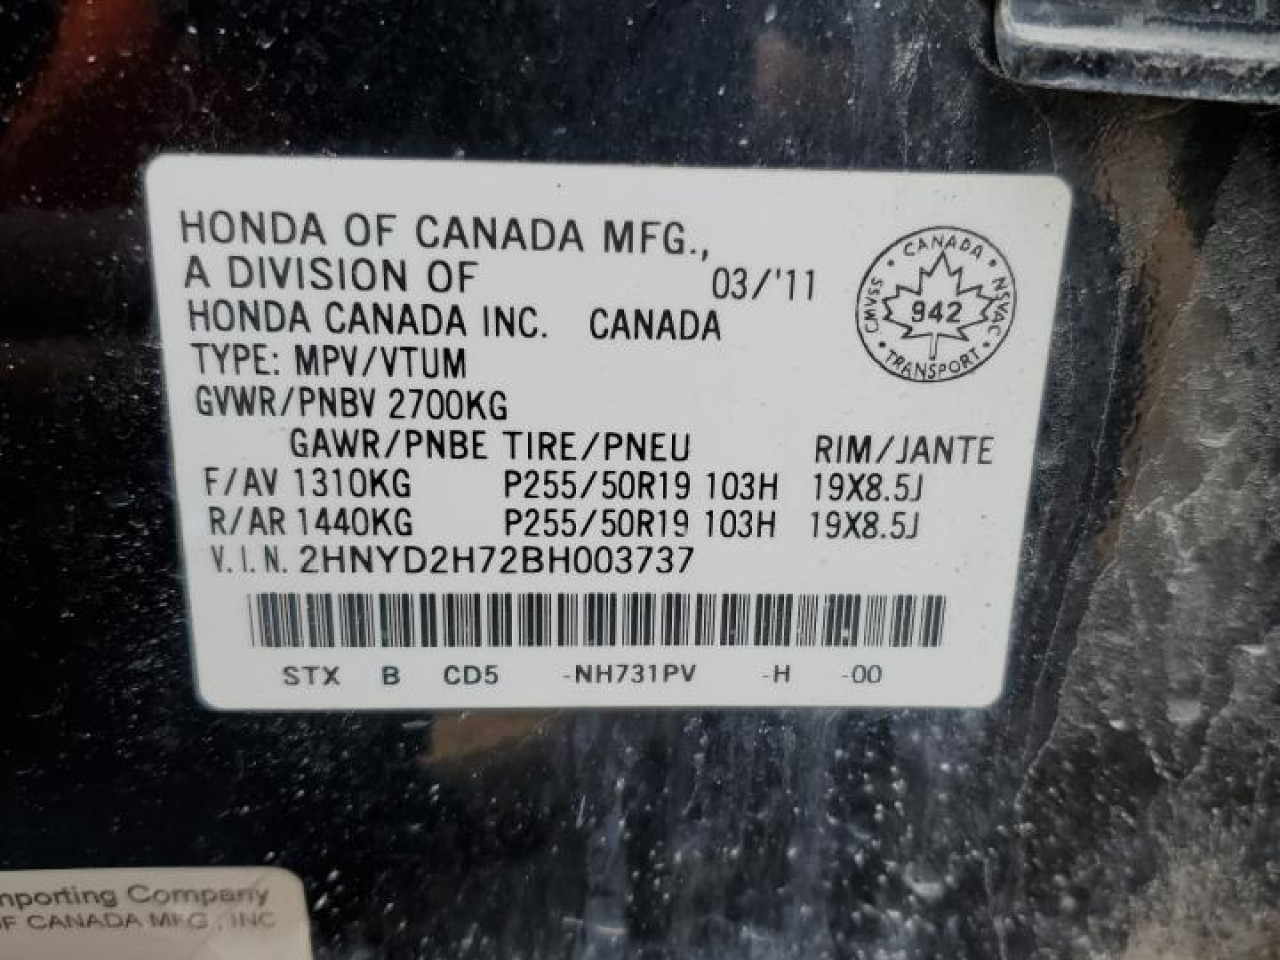 HONDA OF CANADA MFG.,
A DIVISION OF 03/'11
HONDA CANADA INC. CANADA
TYPE: MPV/VTUM
GVWR/PNBV 2700KG
GAWR/PNBE TIRE/PNEU RIM/JANTE
F/AV 1310KG P255/50R19 103H 19X8.5J
R/AR 1440KG P255/50R19 103H 19X8.5J
V.I.N. 2HNYD2H72BH003737
STX B CD5 -NH731PV -H -00
CANADA • NSVAC • TRANSPORT • CMVSS •
942
Company
CANADA MFG., INC